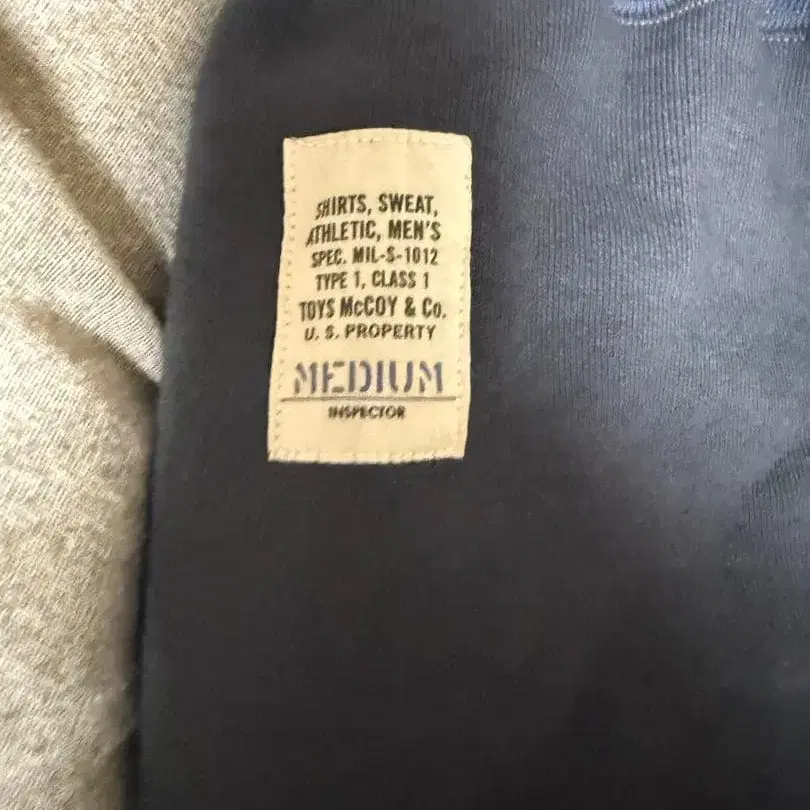 SHIRTS, SWEAT,
ATHLETIC, MEN'S
SPEC. MIL-S-1012
TYPE 1, CLASS 1
TOYS McCOY & Co.
U. S. PROPERTY
MEDIUM
INSPECTOR